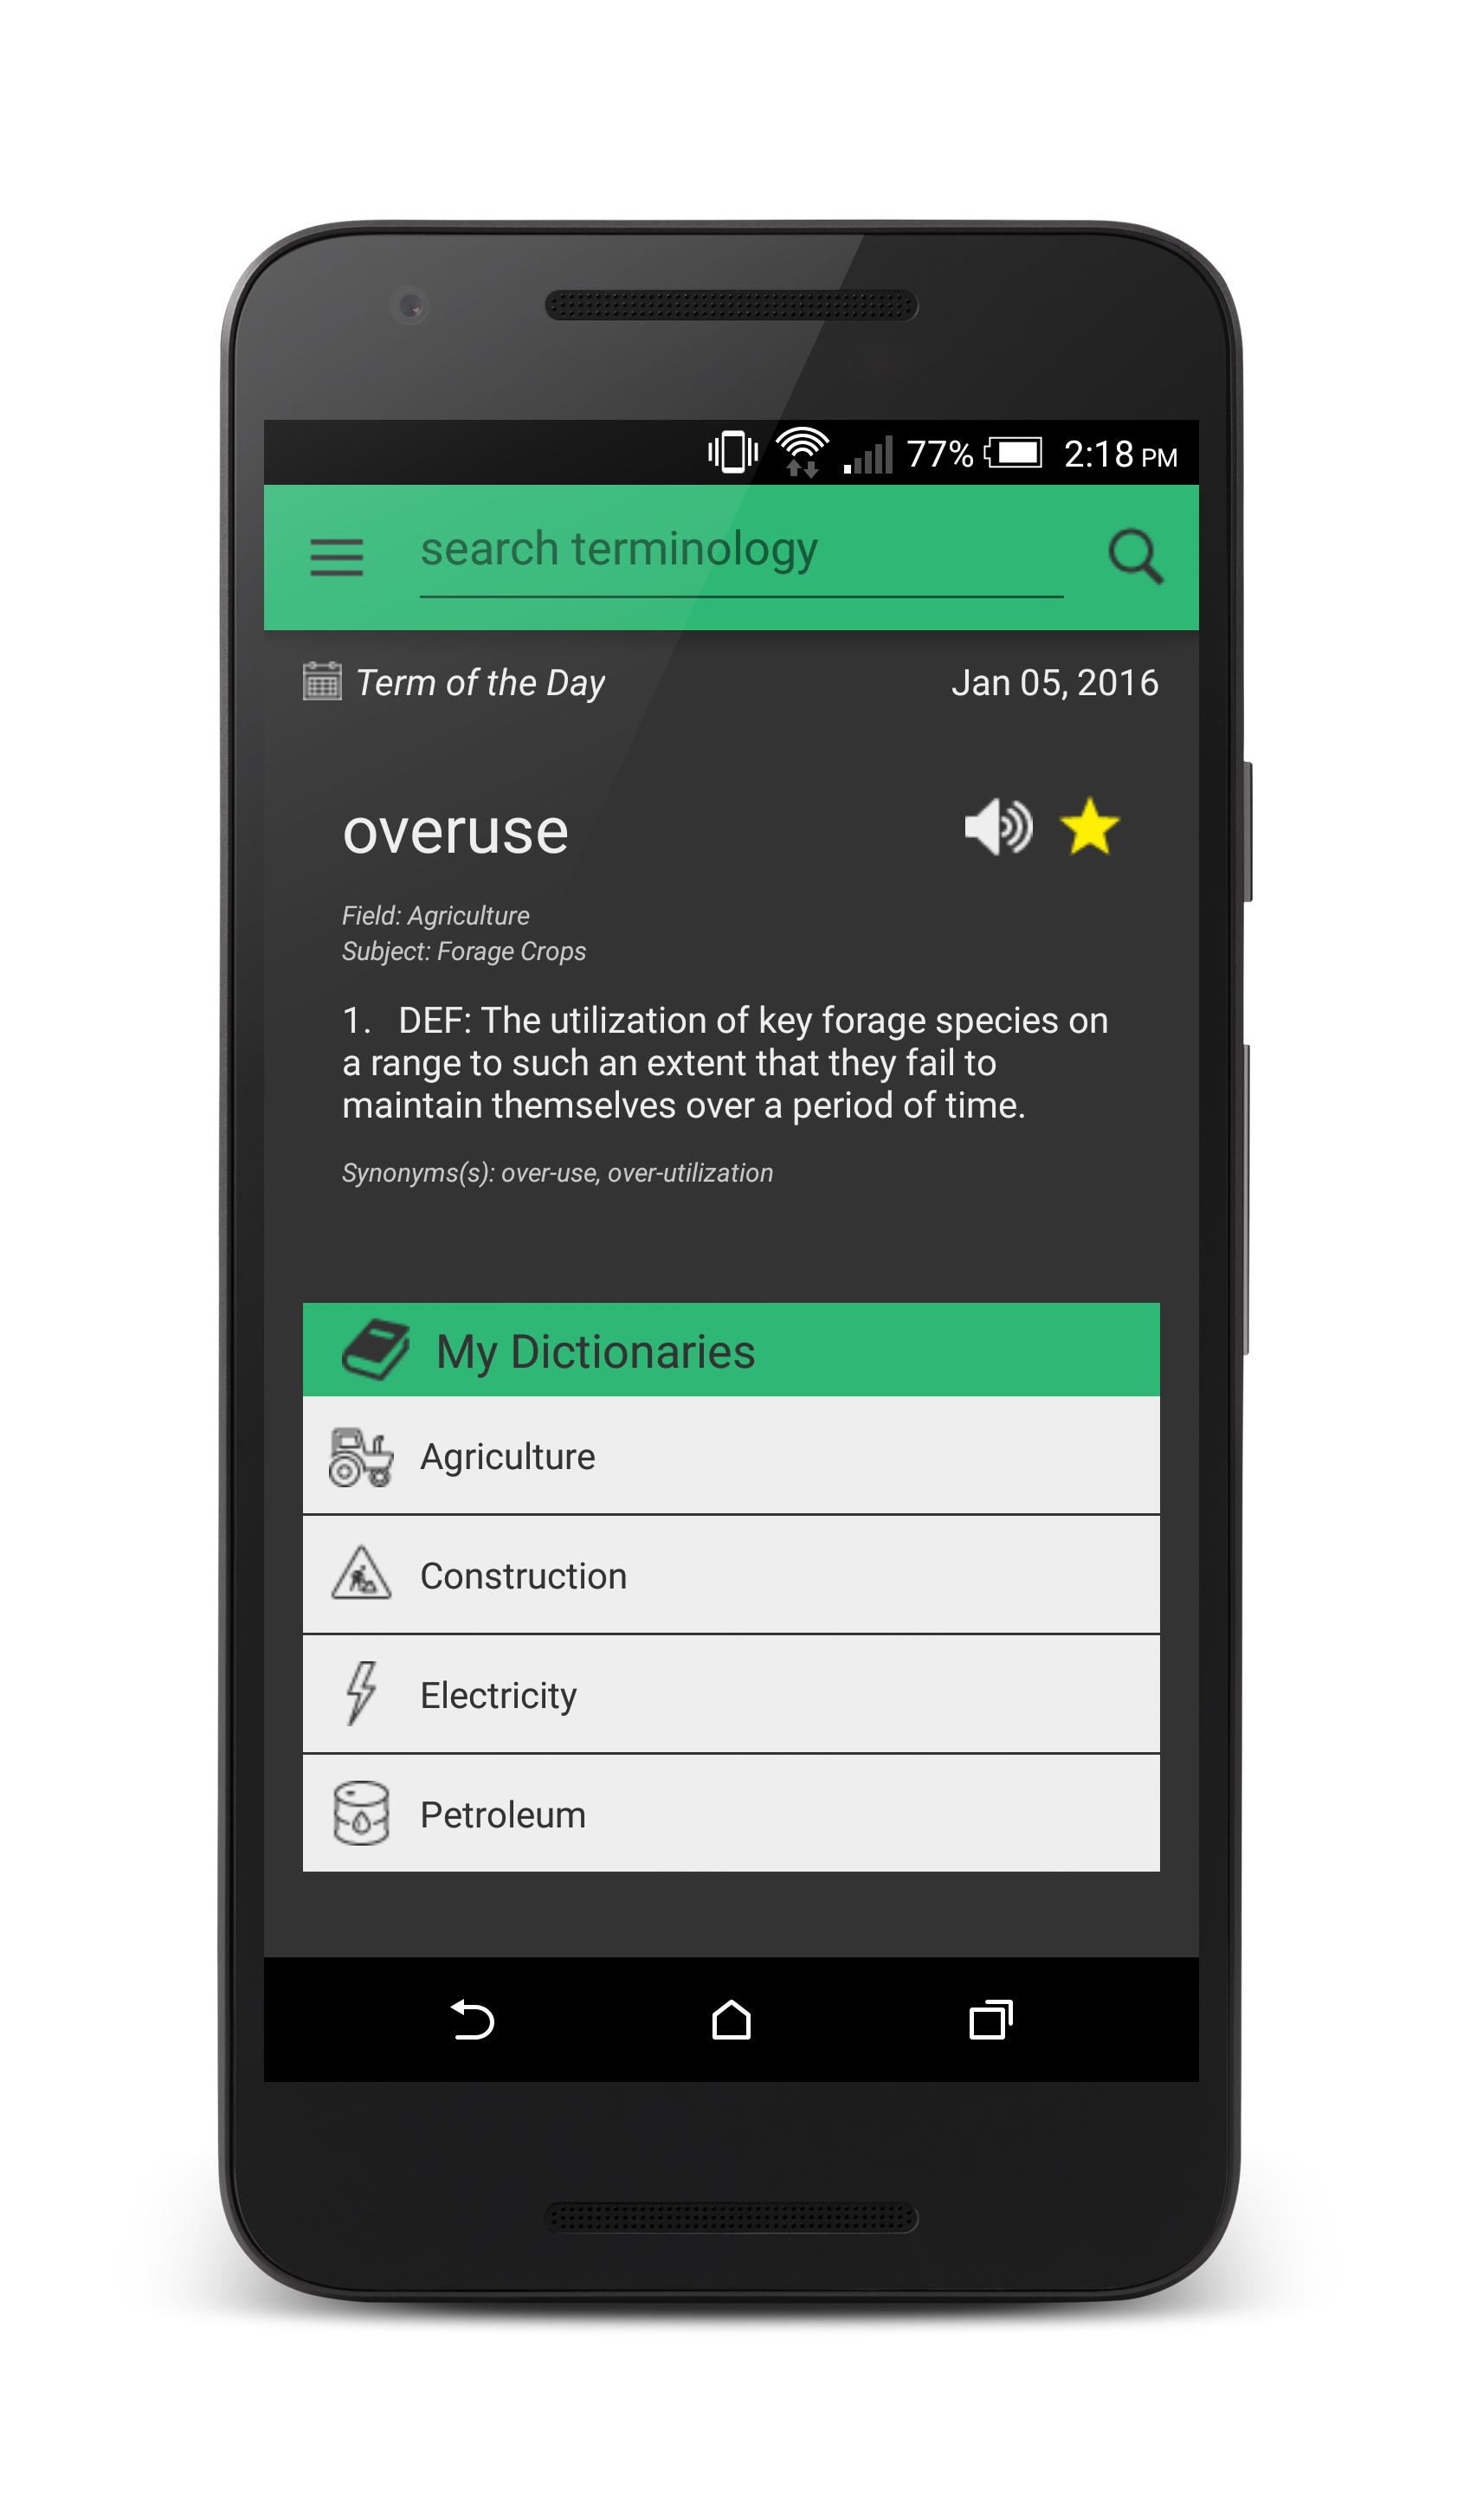 77% 2:18 PM
search terminology
Term of the Day Jan 05, 2016
overuse
Field: Agriculture
Subject: Forage Crops
1. DEF: The utilization of key forage species on
a range to such an extent that they fail to
maintain themselves over a period of time.
Synonyms(s): over-use, over-utilization
My Dictionaries
Agriculture
Construction
Electricity
Petroleum